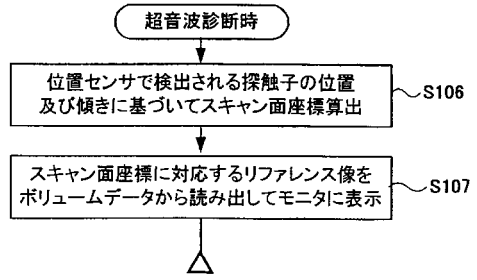 超音波診断時
位置センサで検出される探触子の位置
及び傾きに基づいてスキャン面座標算出
S106
スキャン面座標に対応するリファレンス像を
ボリュームデータから読み出してモニタに表示
S107